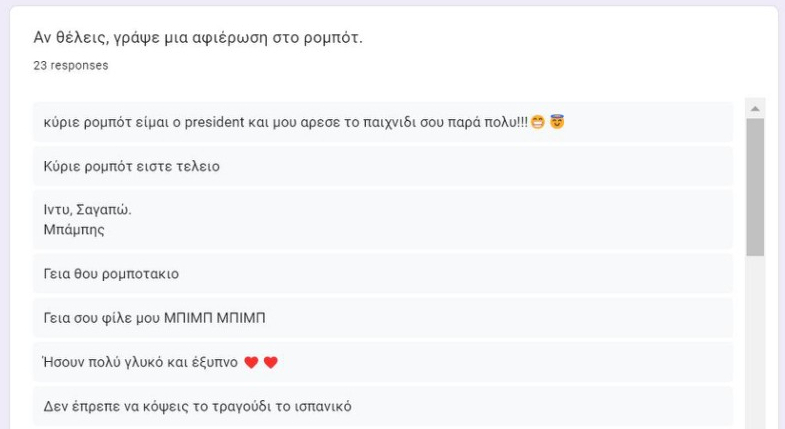 Αν θέλεις, γράψε μια αφιέρωση στο ρομπότ.
23 responses
κύριε ρομπότ είμαι ο president και μου αρεσε το παιχνιδι σου παρά πολυ!!!😁 😇
Κύριε ρομπότ ειστε τελειο
Ιντυ, Σαγαπώ.
Μπάμπης
Γεια θου ρομποτακιο
Γεια σου φίλε μου ΜΠΙΜΠ ΜΠΙΜΠ
Ήσουν πολύ γλυκό και έξυπνο ♥️ ♥️
Δεν έπρεπε να κόψεις το τραγούδι το ισπανικό